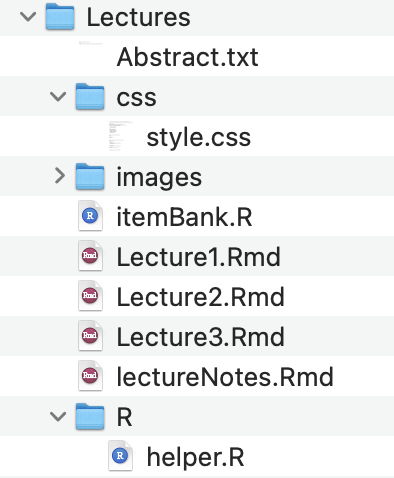 Lectures
Abstract.txt
css
style.css
images
R itemBank.R
Rmd Lecture1.Rmd
Rmd Lecture2.Rmd
Rmd Lecture3.Rmd
Rmd lectureNotes.Rmd
R
R helper.R